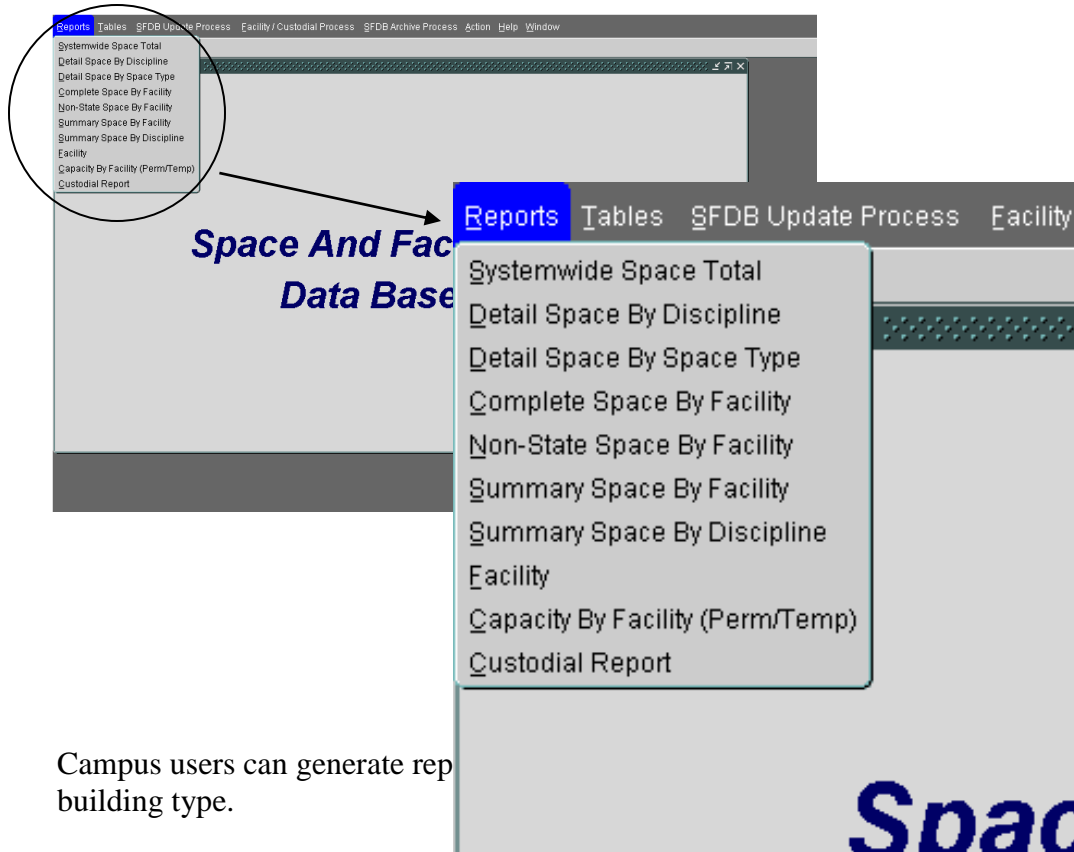 Reports Tables SFDB Update Process Facility / Custodial Process SFDB Archive Process Action Help Window
Systemwide Space Total
Detail Space By Discipline
Detail Space By Space Type
Complete Space By Facility
Non-State Space By Facility
Summary Space By Facility
Summary Space By Discipline
Facility
Capacity By Facility (Perm/Temp)
Custodial Report
Space And Fac
Data Base
Reports Tables SFDB Update Process Facility
Systemwide Space Total
Detail Space By Discipline
Detail Space By Space Type
Complete Space By Facility
Non-State Space By Facility
Summary Space By Facility
Summary Space By Discipline
Facility
Capacity By Facility (Perm/Temp)
Custodial Report
Campus users can generate rep
building type.
Spac